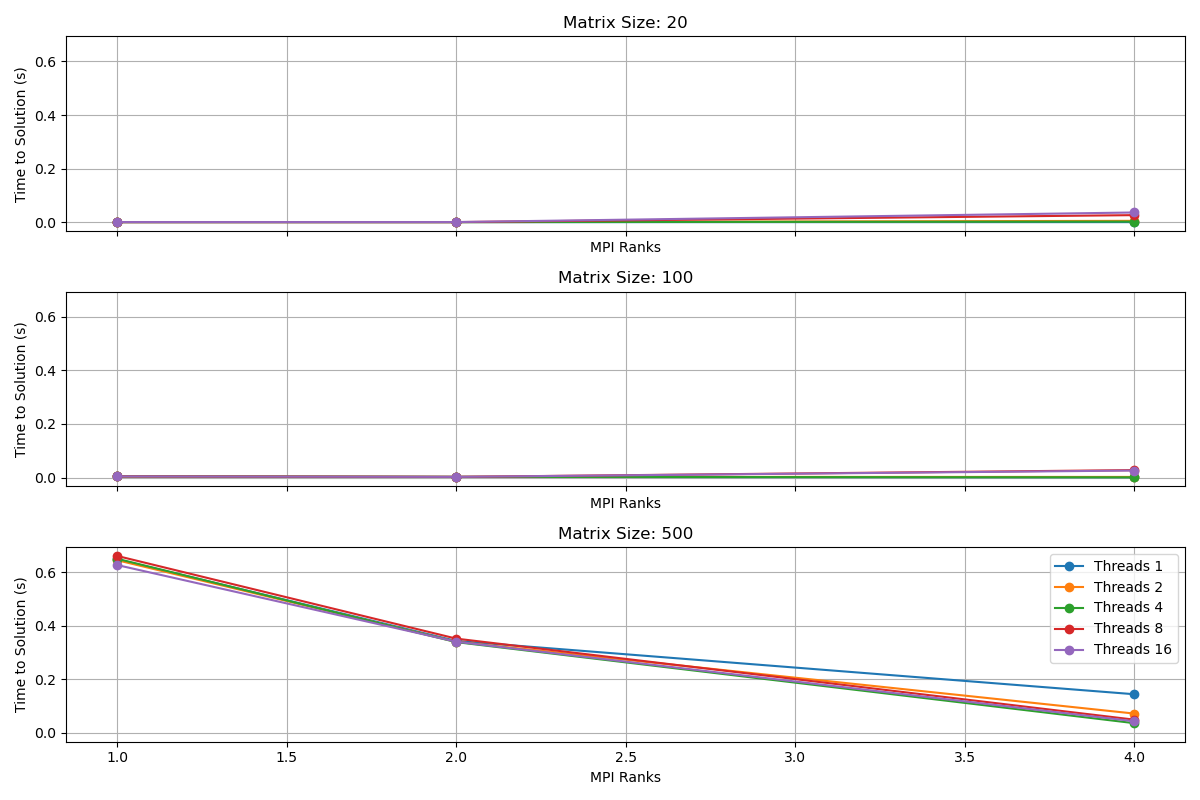 Matrix Size: 20
Time to Solution (s)
0.6
0.4
0.2
0.0
MPI Ranks
Matrix Size: 100
Time to Solution (s)
0.6
0.4
0.2
0.0
MPI Ranks
Matrix Size: 500
Time to Solution (s)
0.6
0.4
0.2
0.0
Threads 1
Threads 2
Threads 4
Threads 8
Threads 16
1.0 1.5 2.0 2.5 3.0 3.5 4.0
MPI Ranks